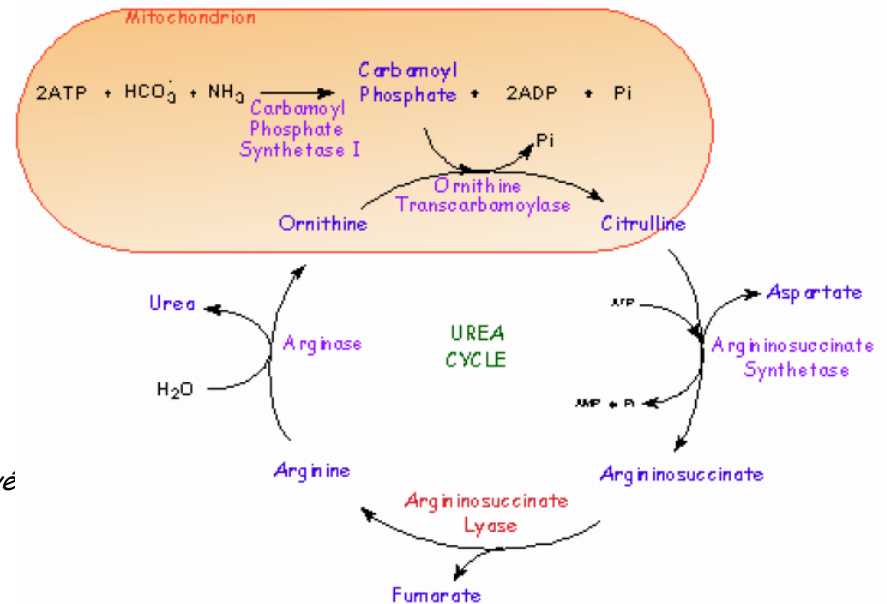 Mitochondrion
2ATP + HCO3- + NH3
Carbamoyl
Phosphate + 2ADP + Pi
Carbamoyl
Phosphate
Synthetase I
Pi
Ornithine
Transcarbamoylase
Ornithine
Citrulline
Urea
ATP
Aspartate
Arginase
UREA
CYCLE
Argininosuccinate
Synthetase
H2O
AMP + Pi
vé
Arginine
Argininosuccinate
Argininosuccinate
Lyase
Fumarate